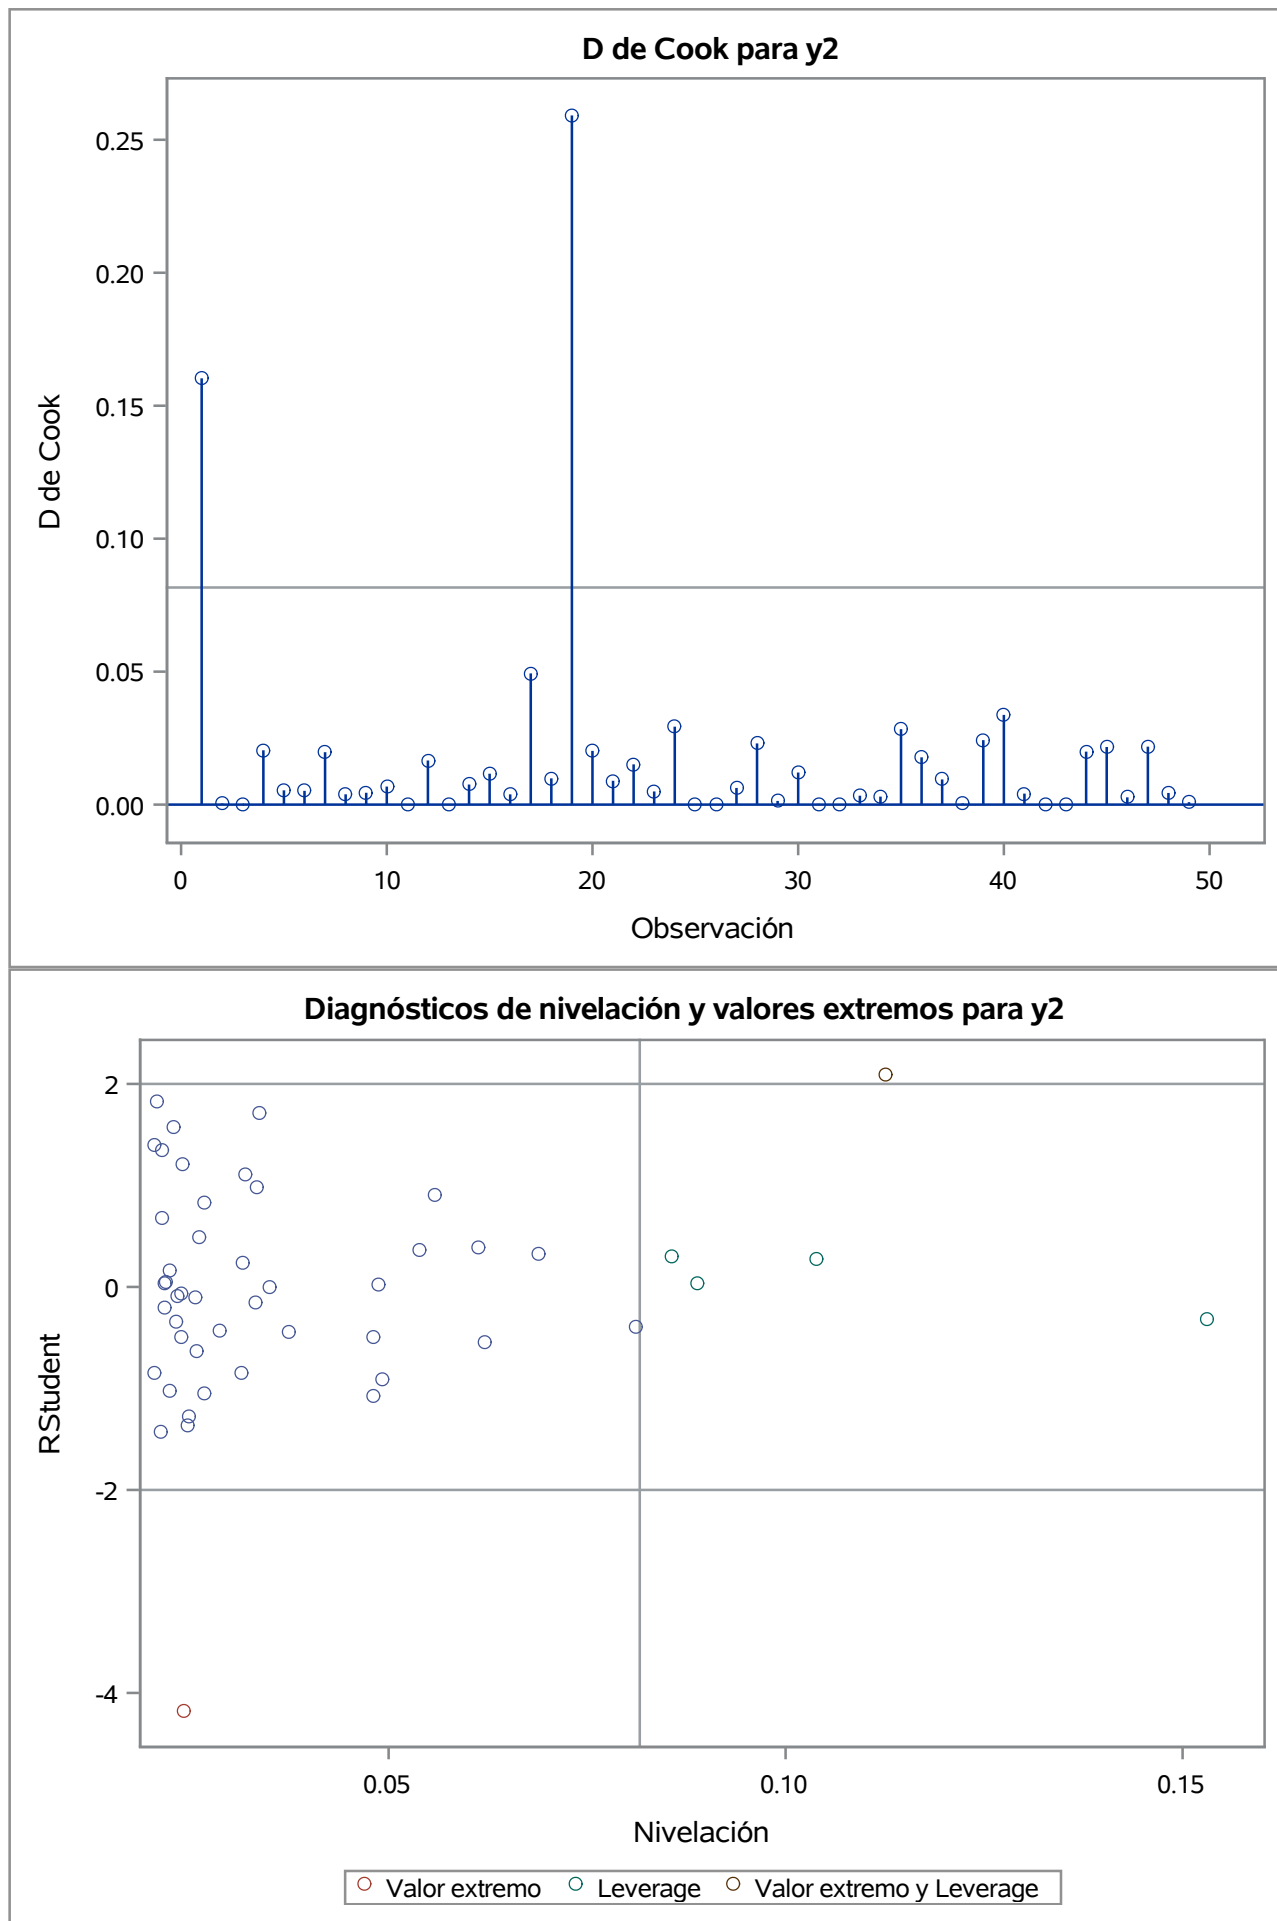 D de Cook para y2
0.25
0.20
0.15
0.10
0.05
0.00
D de Cook
0 10 20 30 40 50
Observación
Diagnósticos de nivelación y valores extremos para y2
2
0
-2
-4
RStudent
0.05 0.10 0.15
Nivelación
Valor extremo Leverage Valor extremo y Leverage